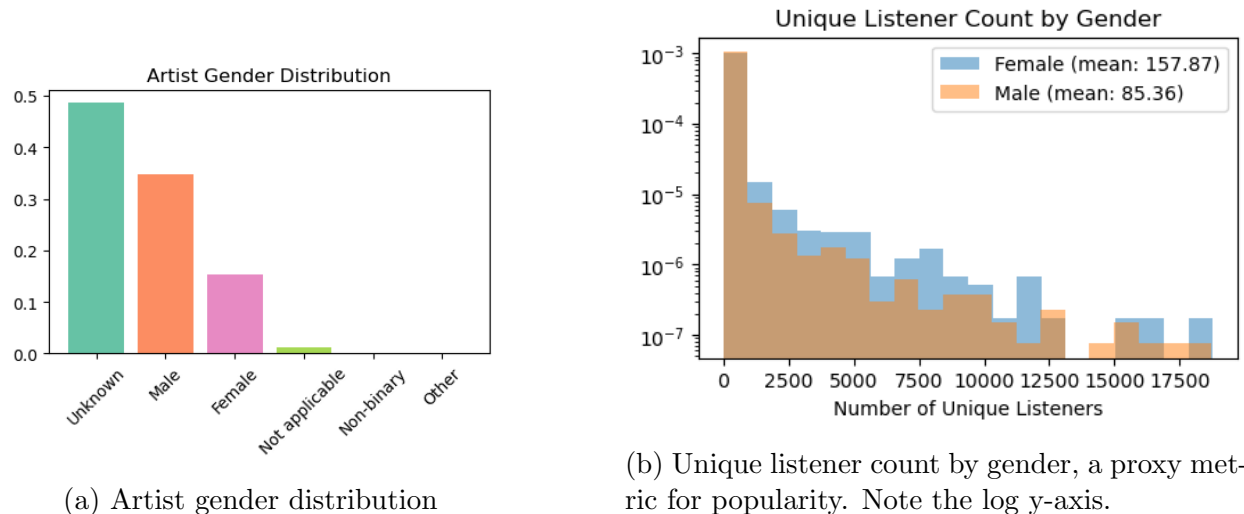 Artist Gender Distribution
0.5
0.4
0.3
0.2
0.1
0.0
Unknown
Male
Female
Not applicable
Non-binary
Other
(a) Artist gender distribution
Unique Listener Count by Gender
Female (mean: 157.87)
Male (mean: 85.36)
10⁻³
10⁻⁴
10⁻⁵
10⁻⁶
10⁻⁷
0 2500 5000 7500 10000 12500 15000 17500
Number of Unique Listeners
(b) Unique listener count by gender, a proxy met-
ric for popularity. Note the log y-axis.